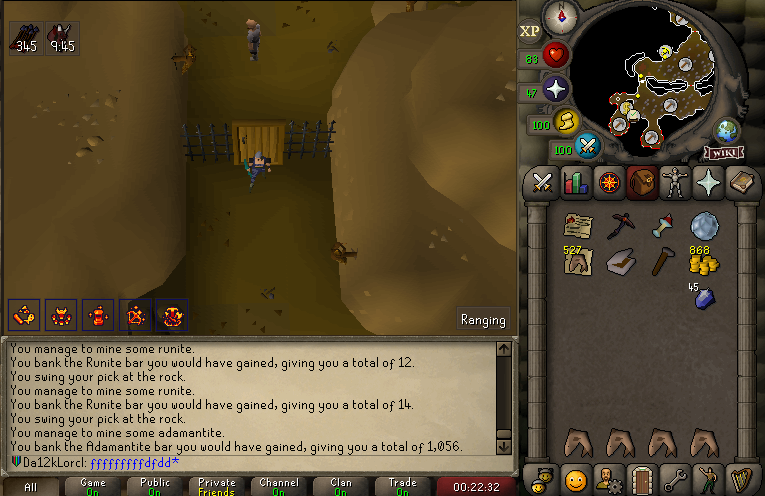 345 9:45
XP
83
47
100
100
WIKI
527
868
45
Ranging
You manage to mine some runite.
You bank the Runite bar you would have gained, giving you a total of 12.
You swing your pick at the rock.
You manage to mine some runite.
You bank the Runite bar you would have gained, giving you a total of 14.
You swing your pick at the rock.
You manage to mine some adamantite.
You bank the Adamantite bar you would have gained, giving you a total of 1,056.
Da12kLorcl: fffffffffdfdd*
All
Game On
Public On
Private Friends
Channel On
Clan On
Trade On
00:22:32